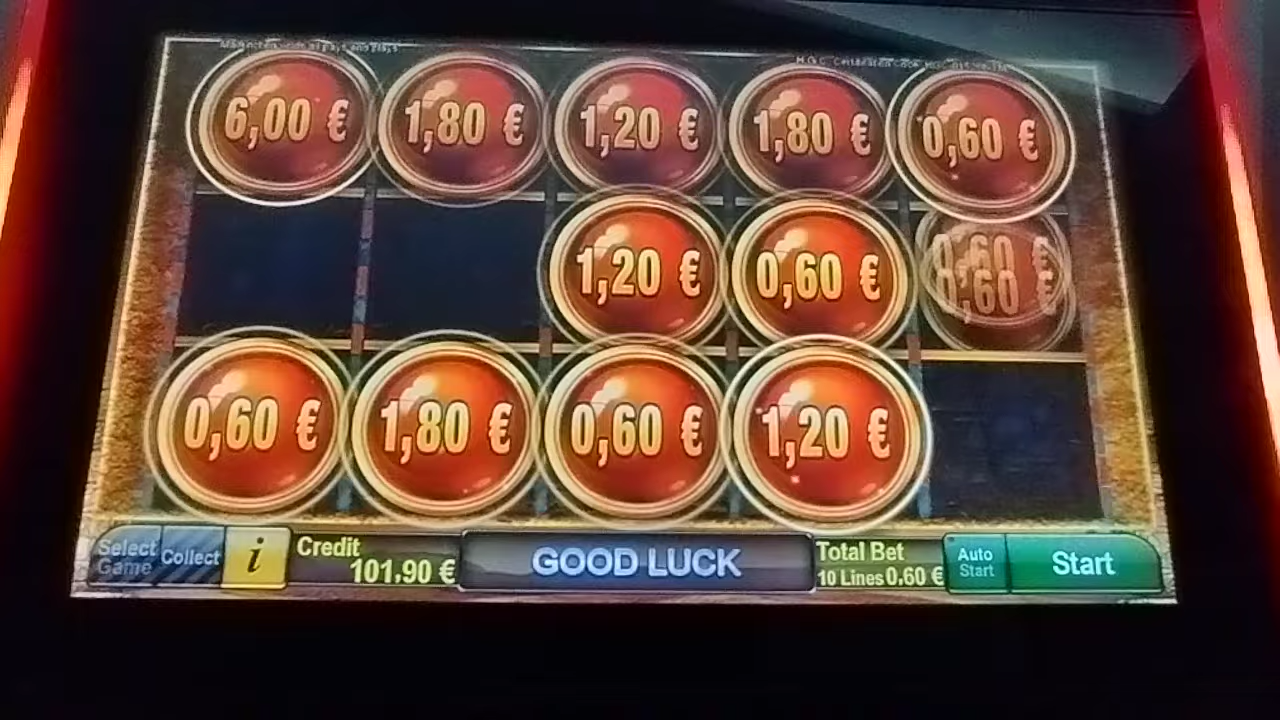 6,00 € 1,80 € 1,20 € 1,80 € 0,60 €
1,20 € 0,60 € 0,60 €
0,60 €
0,60 € 1,80 € 0,60 € 1,20 €
Select Game Collect i Credit 101,90 € GOOD LUCK Total Bet 10 Lines 0,60 € Auto Start Start